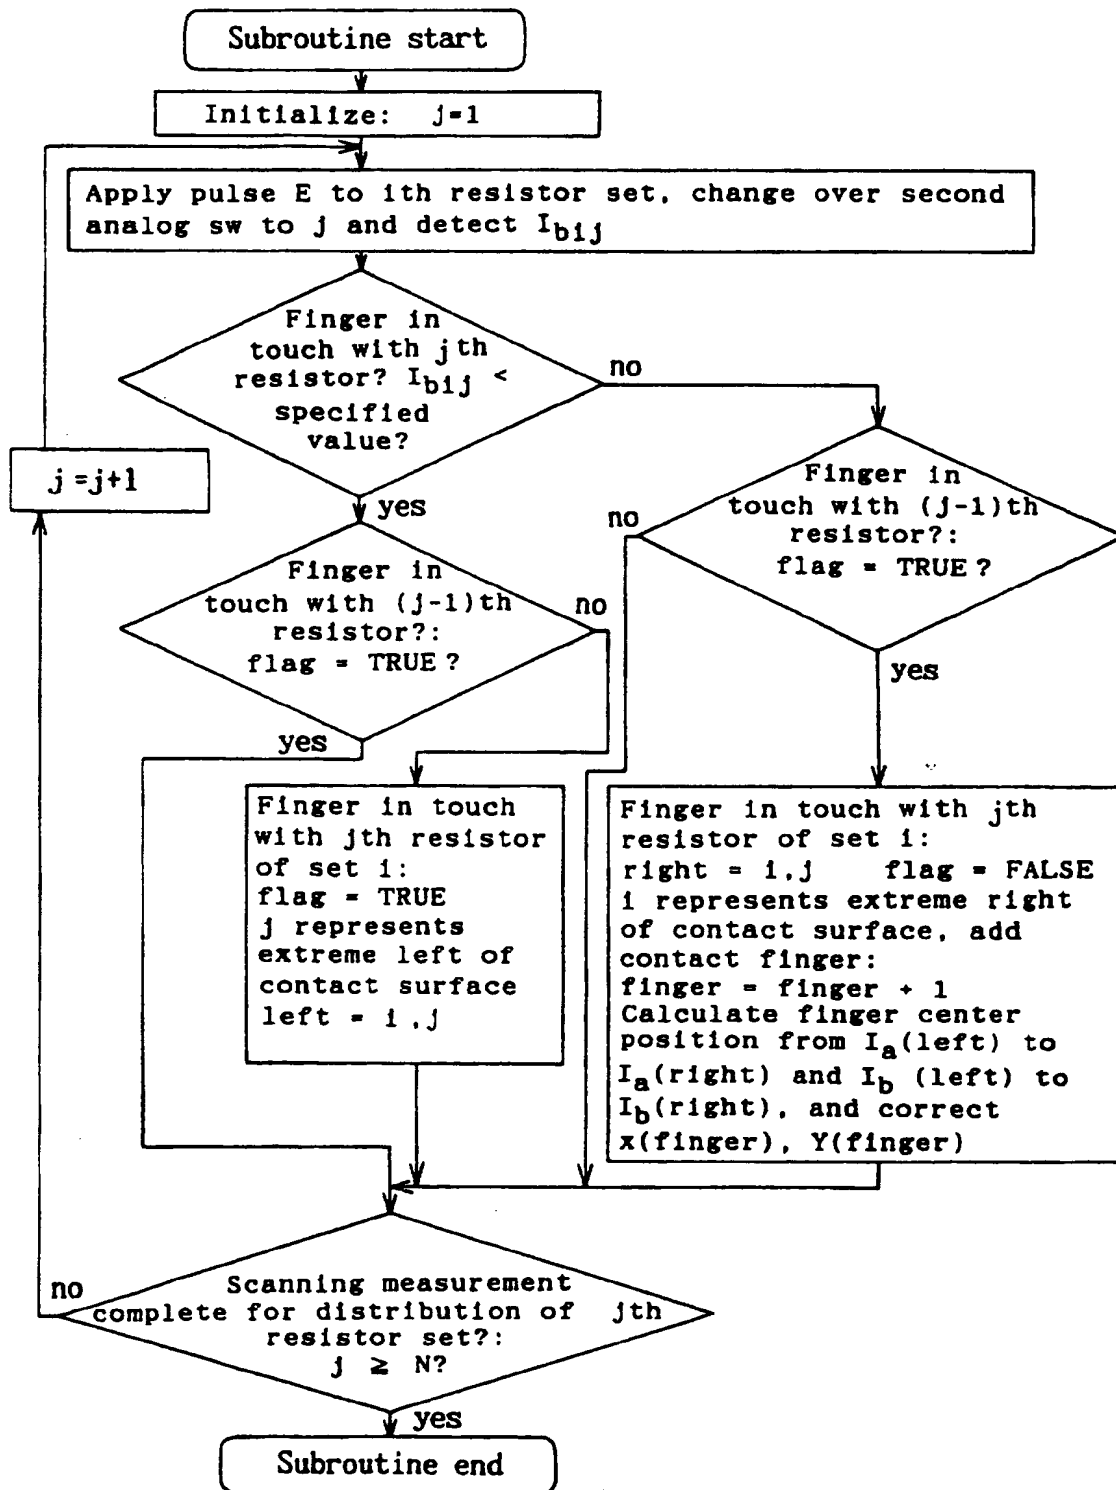 Subroutine start
Initialize: j=1
Apply pulse E to ith resistor set, change over second
analog sw to j and detect Ibij
Finger in
touch with jth
resistor? Ibij <
specified
value?
no
yes
j=j+1
Finger in
touch with (j-1)th
resistor?:
flag = TRUE?
no
yes
Finger in
touch with (j-1)th
resistor?:
flag = TRUE?
no
yes
Finger in touch
with jth resistor
of set i:
flag = TRUE
j represents
extreme left of
contact surface
left = i,j
Finger in touch with jth
resistor of set i:
right = i,j flag = FALSE
i represents extreme right
of contact surface, add
contact finger:
finger = finger + 1
Calculate finger center
position from Ia(left) to
Ia(right) and Ib (left) to
Ib(right), and correct
x(finger), Y(finger)
Scanning measurement
complete for distribution of jth
resistor set?:
j ≧ N?
no
yes
Subroutine end